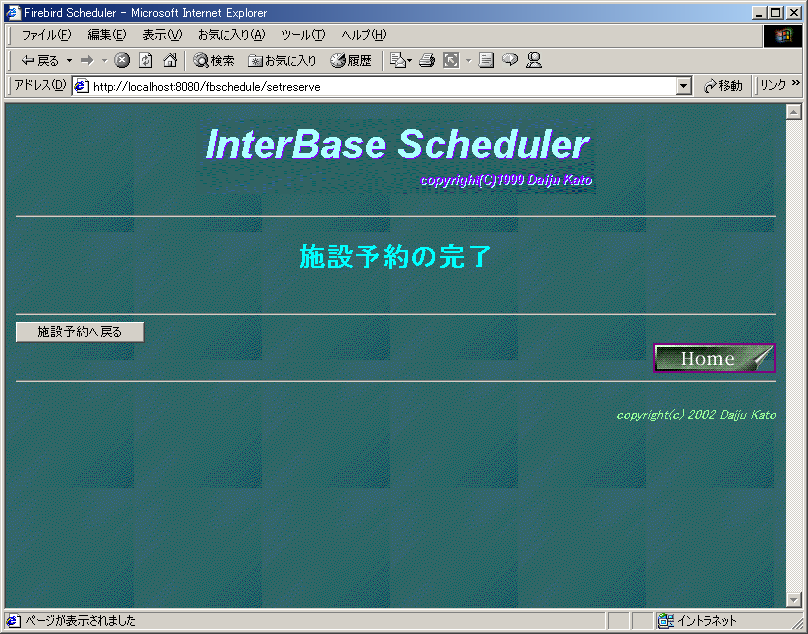 Firebird Scheduler - Microsoft Internet Explorer
ファイル(F) 編集(E) 表示(V) お気に入り(A) ツール(T) ヘルプ(H)
戻る 検索 お気に入り 履歴
アドレス(D) http://localhost:8080/fbschedule/setreserve 移動 リンク »
InterBase Scheduler
copyright(C)1999 Daiju Kato
施設予約の完了
施設予約へ戻る
Home
copyright(c) 2002 Daiju Kato
ページが表示されました イントラネット